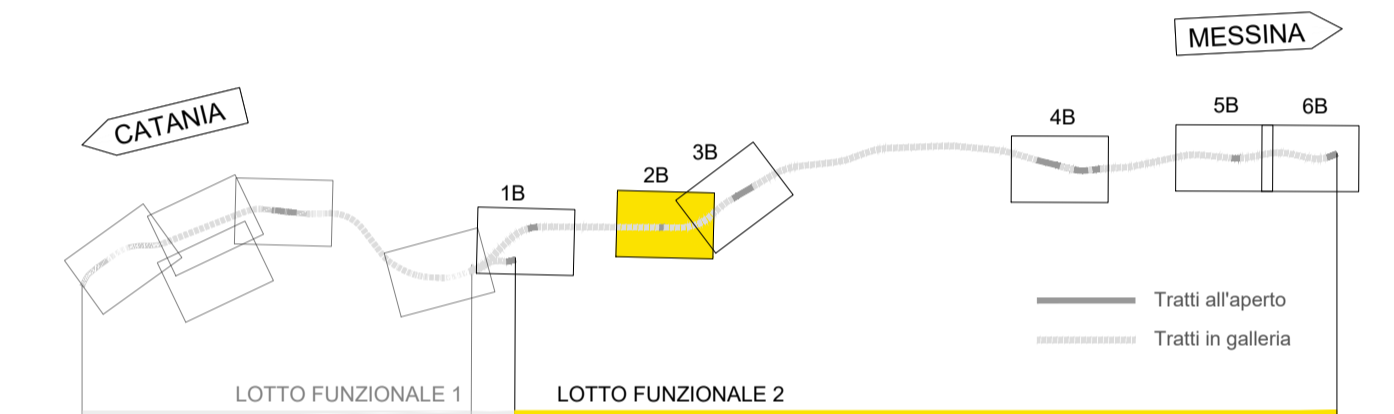 MESSINA
CATANIA
4B
5B
6B
3B
2B
1B
Tratti all'aperto
Tratti in galleria
LOTTO FUNZIONALE 1
LOTTO FUNZIONALE 2